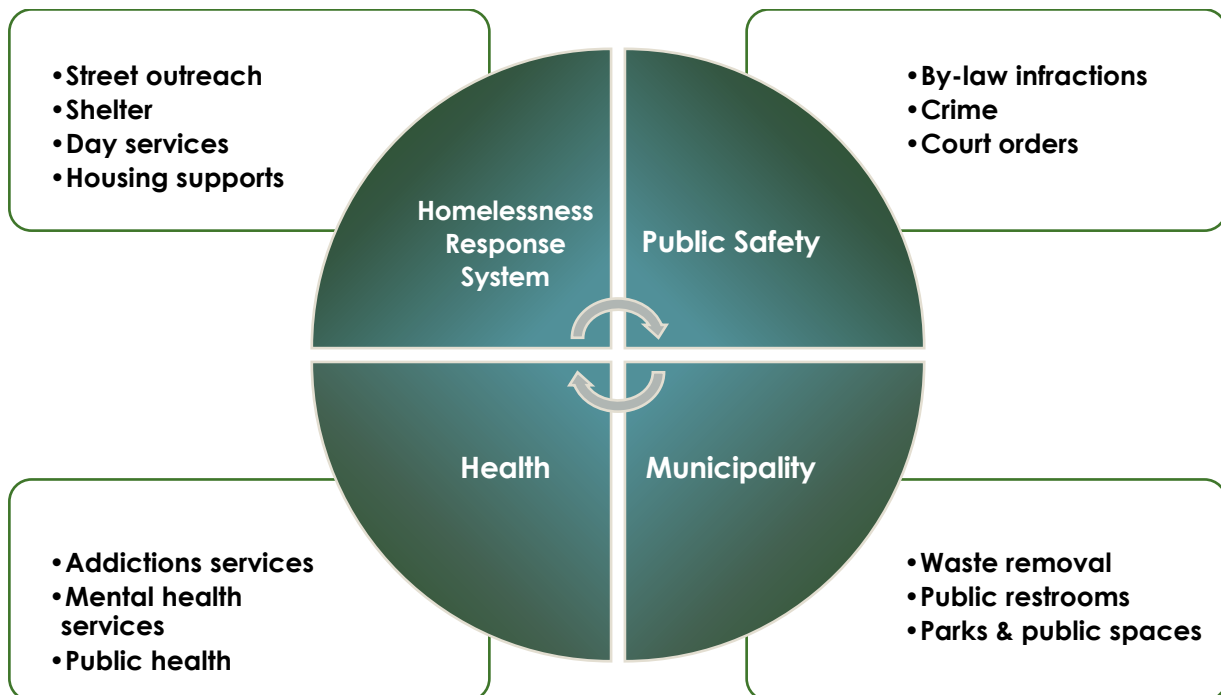 •Street outreach
•Shelter
•Day services
•Housing supports
•By-law infractions
•Crime
•Court orders
Homelessness
Response
System
Public Safety
Health
Municipality
•Addictions services
•Mental health
services
•Public health
•Waste removal
•Public restrooms
•Parks & public spaces